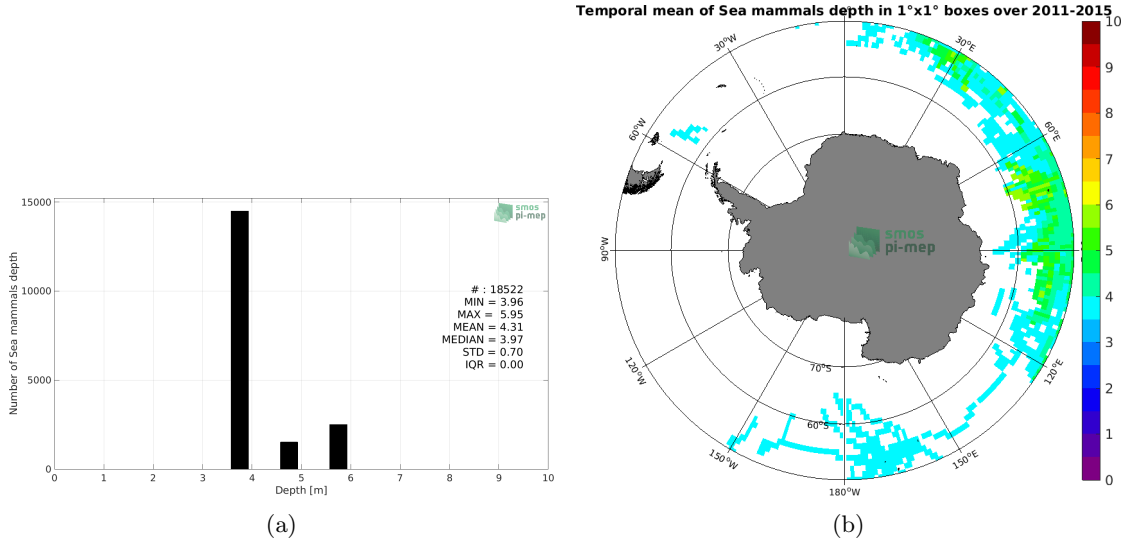 Temporal mean of Sea mammals depth in 1°x1° boxes over 2011-2015
15000
10000
5000
0
Number of Sea mammals depth
0 1 2 3 4 5 6 7 8 9 10
Depth [m]
smos
pi-mep
# : 18522
MIN = 3.96
MAX = 5.95
MEAN = 4.31
MEDIAN = 3.97
STD = 0.70
IQR = 0.00
(a)
30°W
30°E
60°W
60°E
90°W
120°W
120°E
150°W
150°E
180°W
70°S
60°S
smos
pi-mep
10
9
8
7
6
5
4
3
2
1
0
(b)